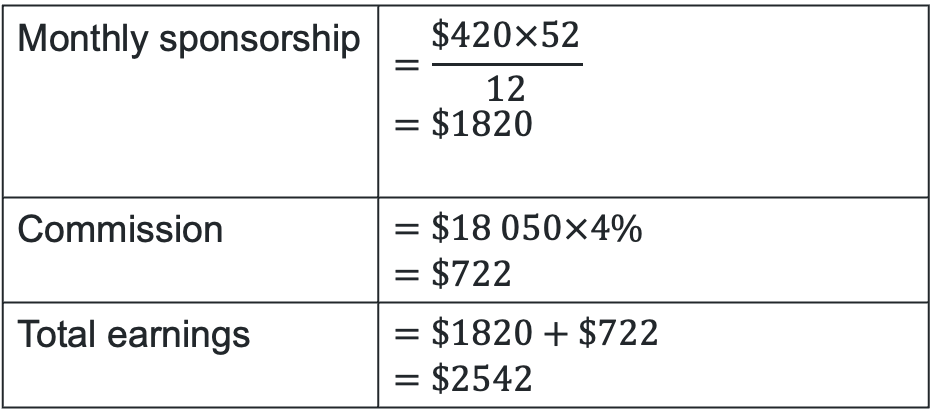 Monthly sponsorship
= $420×52
12
= $1820
Commission
= $18 050×4%
= $722
Total earnings
= $1820 + $722
= $2542